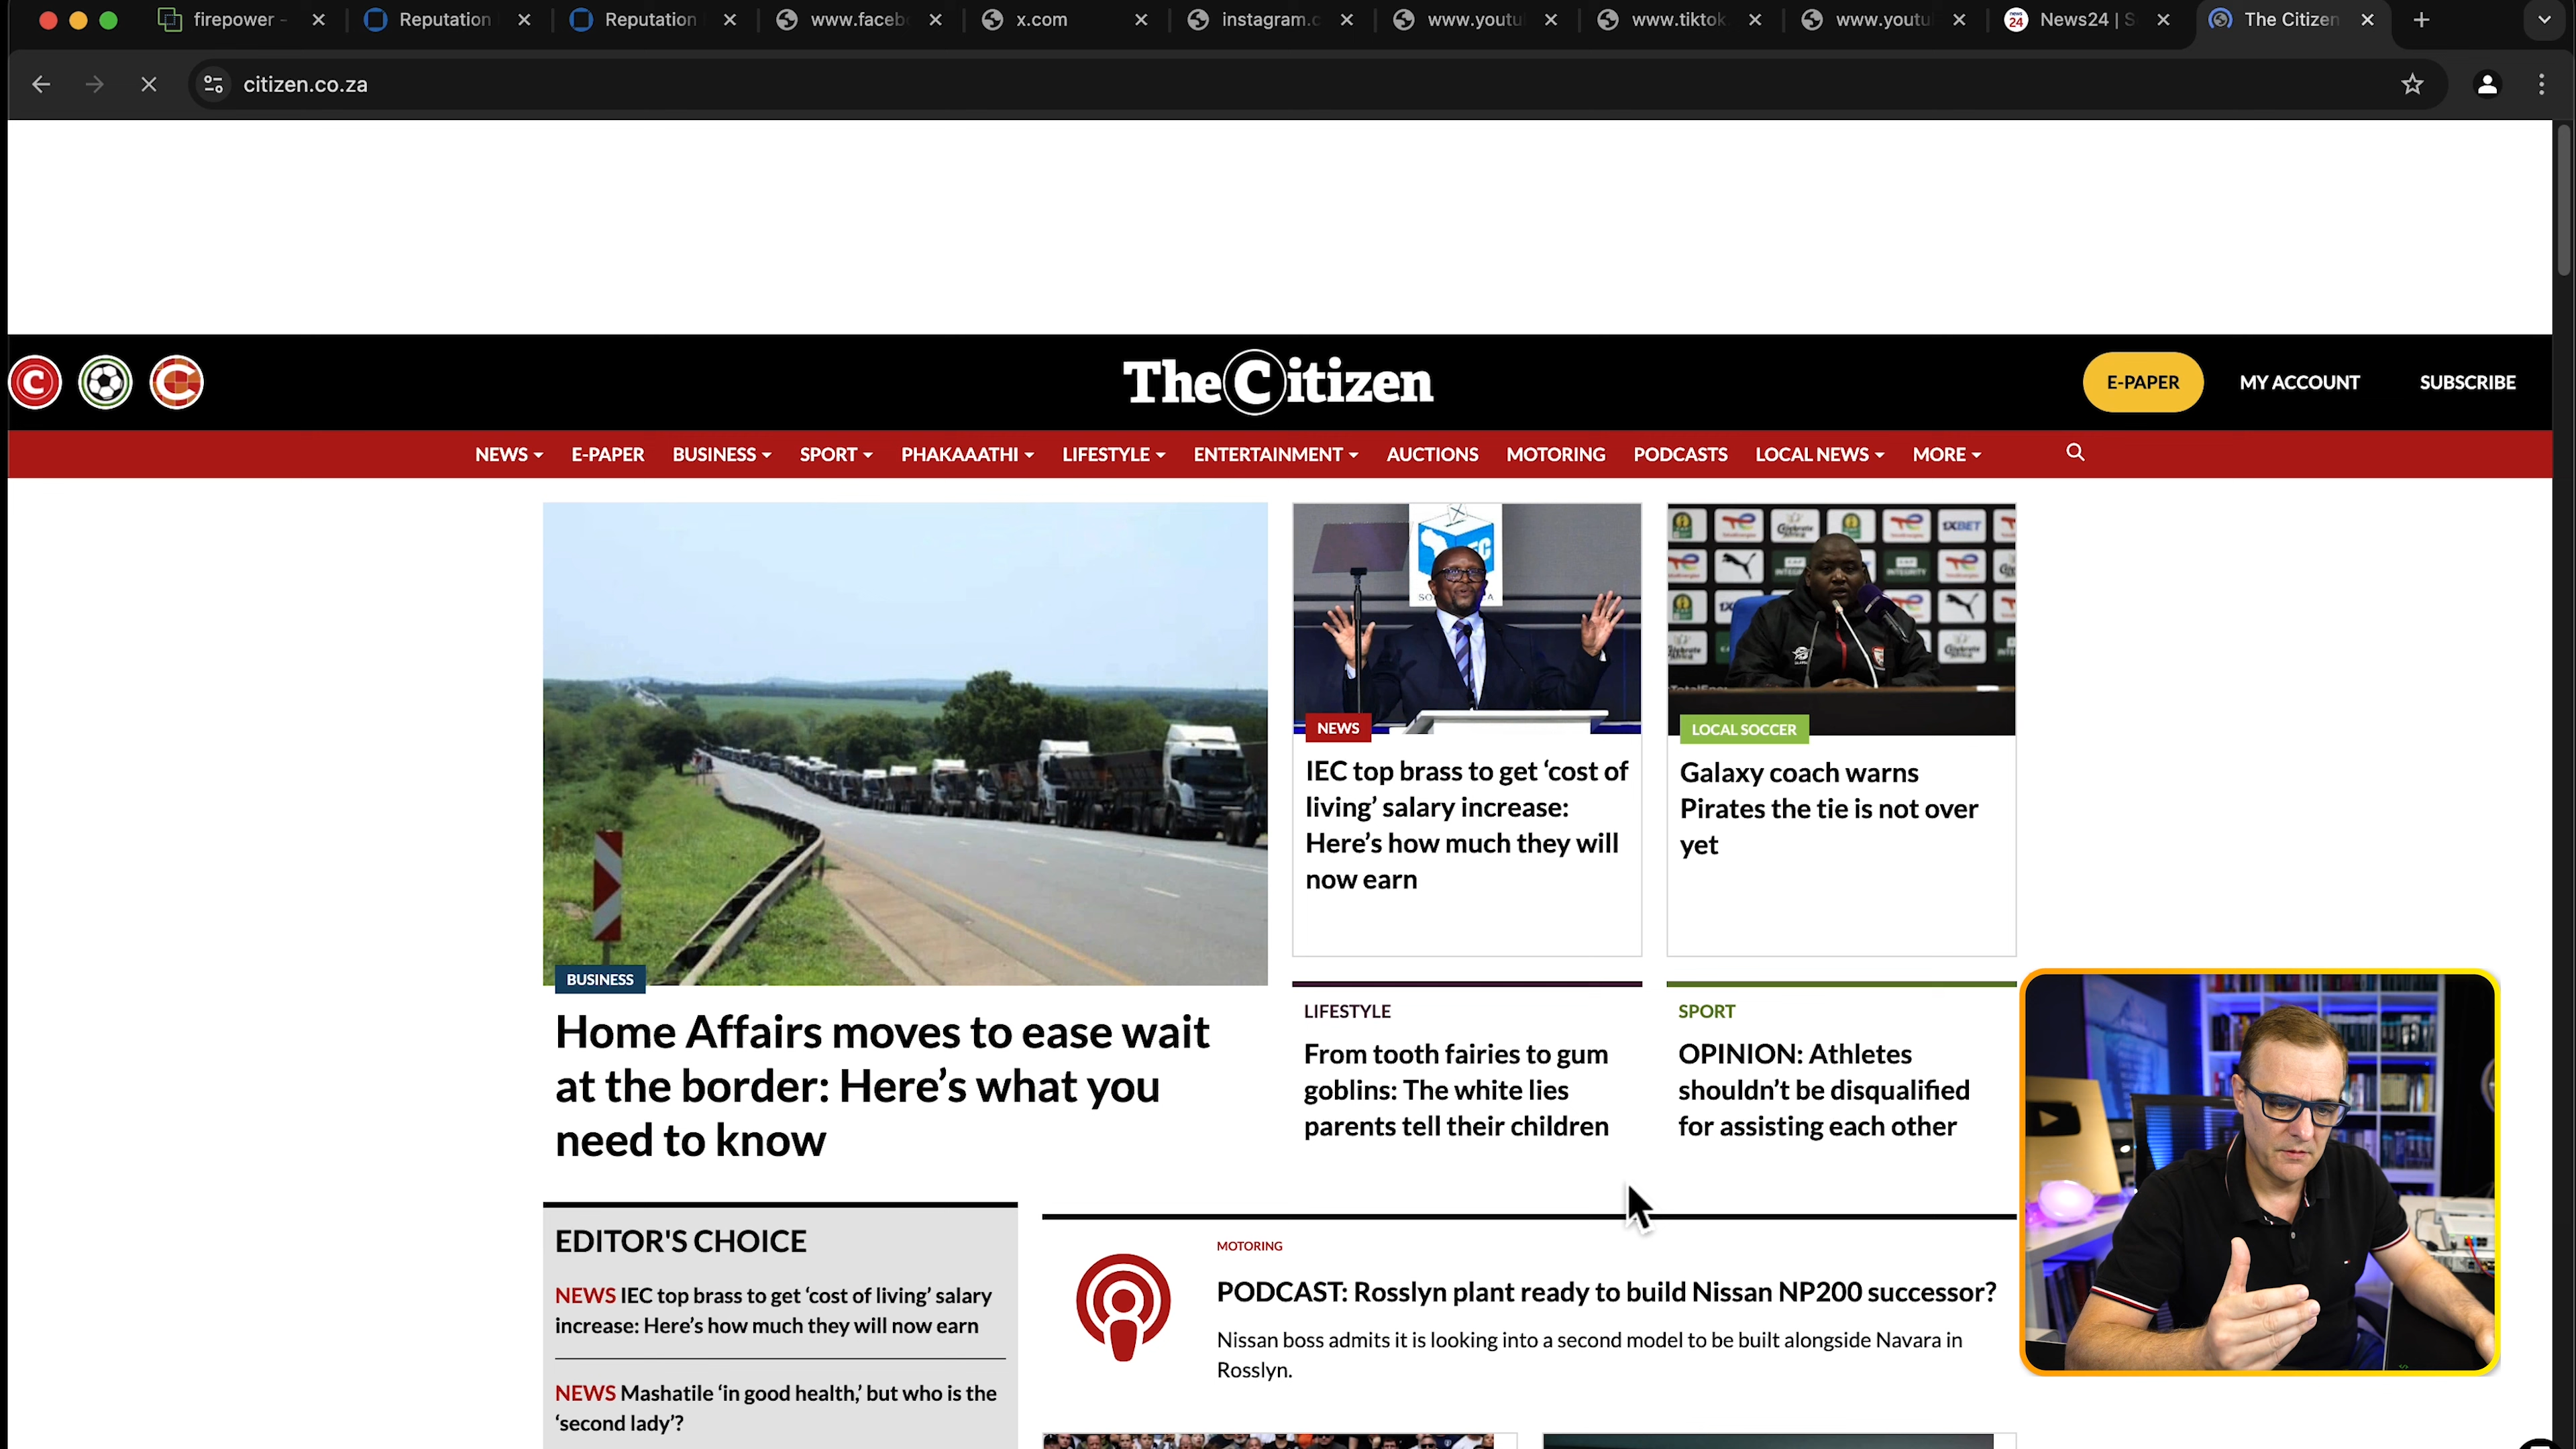 firepower -
Reputation
Reputation
www.faceb
x.com
instagram.c
www.youtu
www.tiktok
www.youtu
news 24
News24 | S
The Citizen
citizen.co.za
The Citizen
E-PAPER
MY ACCOUNT
SUBSCRIBE
NEWS
E-PAPER
BUSINESS
SPORT
PHAKAAATHI
LIFESTYLE
ENTERTAINMENT
AUCTIONS
MOTORING
PODCASTS
LOCAL NEWS
MORE
BUSINESS
Home Affairs moves to ease wait
at the border: Here’s what you
need to know
NEWS
IEC top brass to get ‘cost of
living’ salary increase:
Here’s how much they will
now earn
1XBET
LOCAL SOCCER
Galaxy coach warns
Pirates the tie is not over
yet
LIFESTYLE
From tooth fairies to gum
goblins: The white lies
parents tell their children
SPORT
OPINION: Athletes
shouldn’t be disqualified
for assisting each other
EDITOR'S CHOICE
NEWS IEC top brass to get ‘cost of living’ salary
increase: Here’s how much they will now earn
NEWS Mashatile ‘in good health,’ but who is the
‘second lady’?
MOTORING
PODCAST: Rosslyn plant ready to build Nissan NP200 successor?
Nissan boss admits it is looking into a second model to be built alongside Navara in
Rosslyn.